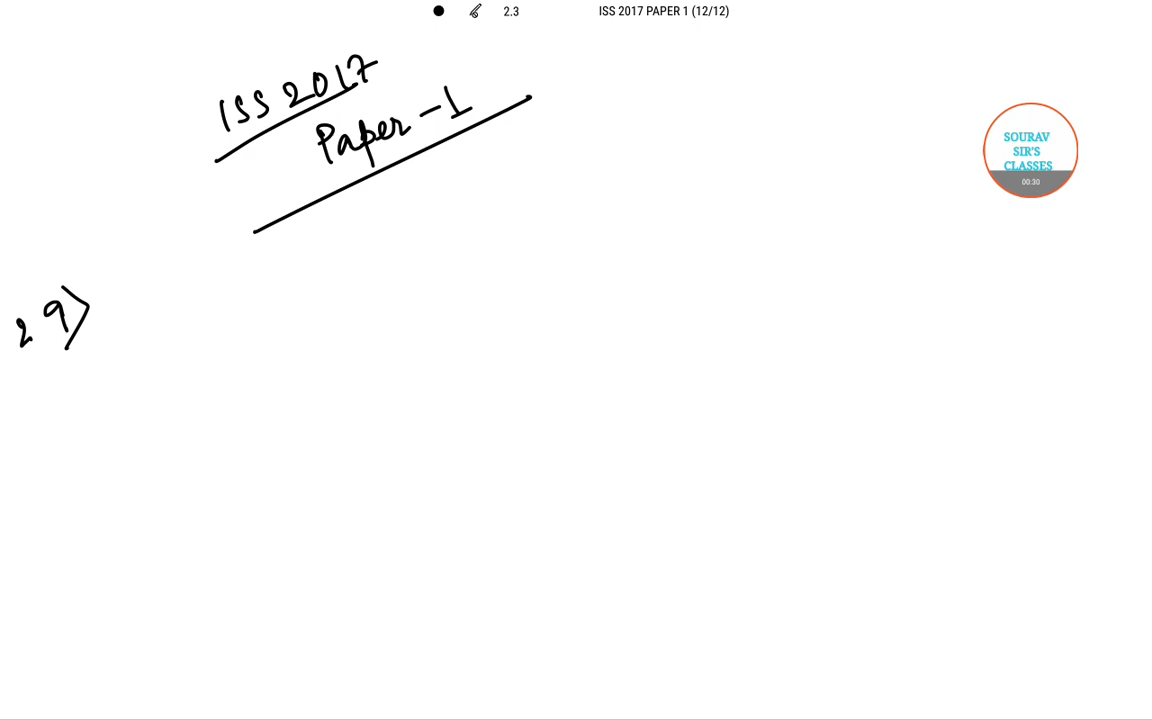 2.3
ISS 2017 PAPER 1 (12/12)
ISS 2017
Paper - 1
SOURAV
SIR'S
CLASSES
00:30
29)